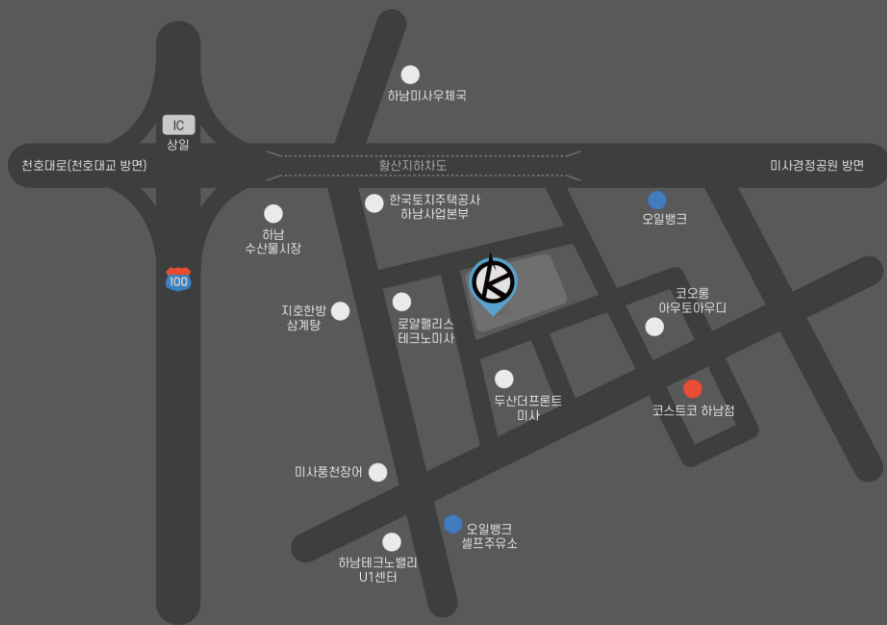 하남미사우체국
IC
상일
천호대로(천호대교 방면)
황산지하차도
미사경정공원 방면
한국토지주택공사
하남사업본부
오일뱅크
하남
수산물시장
100
코오롱
아우토아우디
지호한방
삼계탕
로얄팰리스
테크노미사
두산더프론트
미사
코스트코 하남점
미사풍천장어
오일뱅크
셀프주유소
하남테크노밸리
U1센터